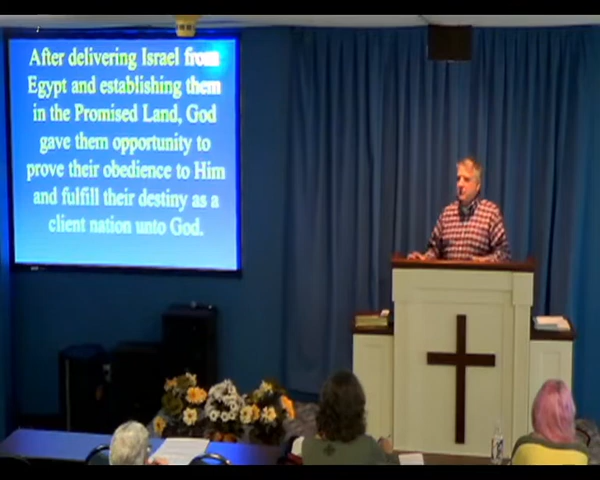 After delivering Israel from
Egypt and establishing them
in the Promised Land, God
gave them opportunity to
prove their obedience to Him
and fulfill their destiny as a
client nation unto God.